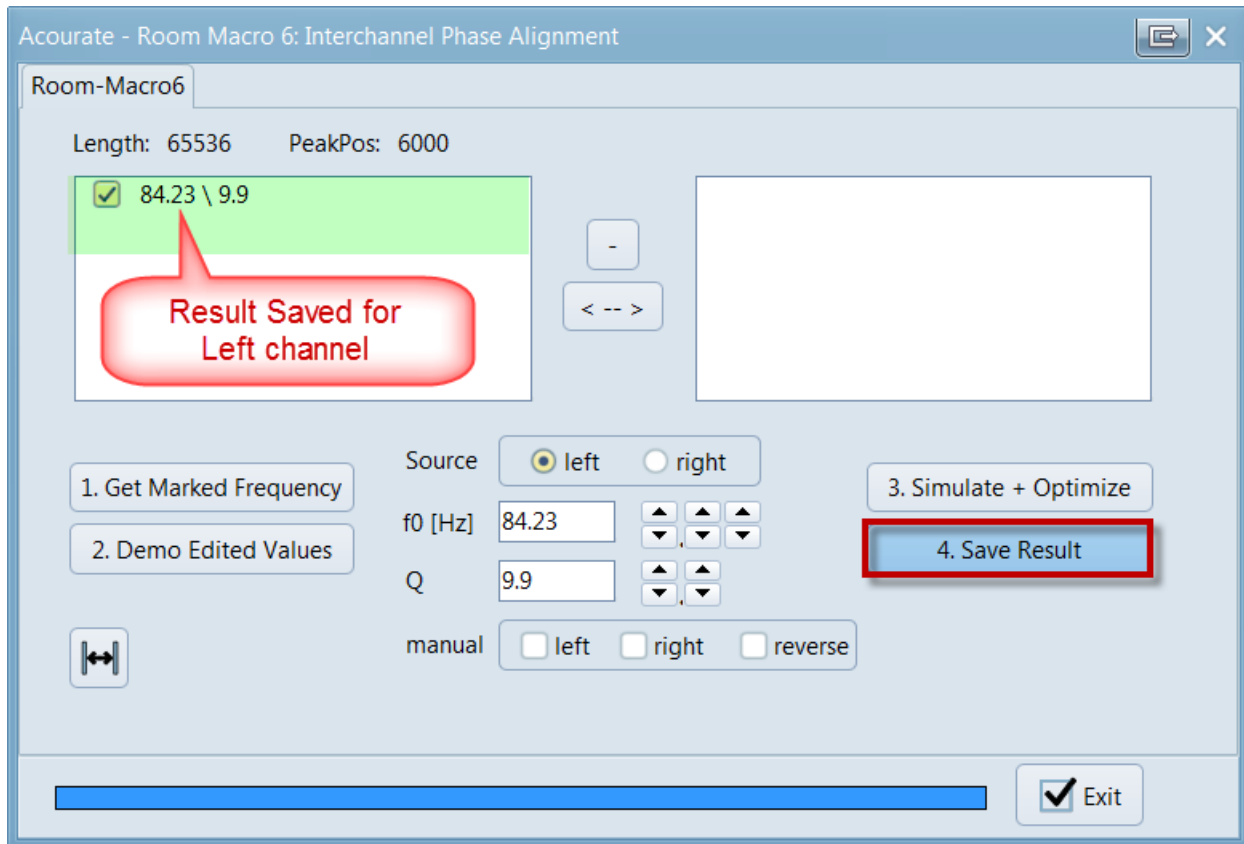 Acourate - Room Macro 6: Interchannel Phase Alignment
Room-Macro6
Length: 65536 PeakPos: 6000
84.23 \ 9.9
-
< -- >
Result Saved for
Left channel
Source left right
1. Get Marked Frequency
3. Simulate + Optimize
f0 [Hz] 84.23
2. Demo Edited Values
4. Save Result
Q 9.9
manual left right reverse
Exit